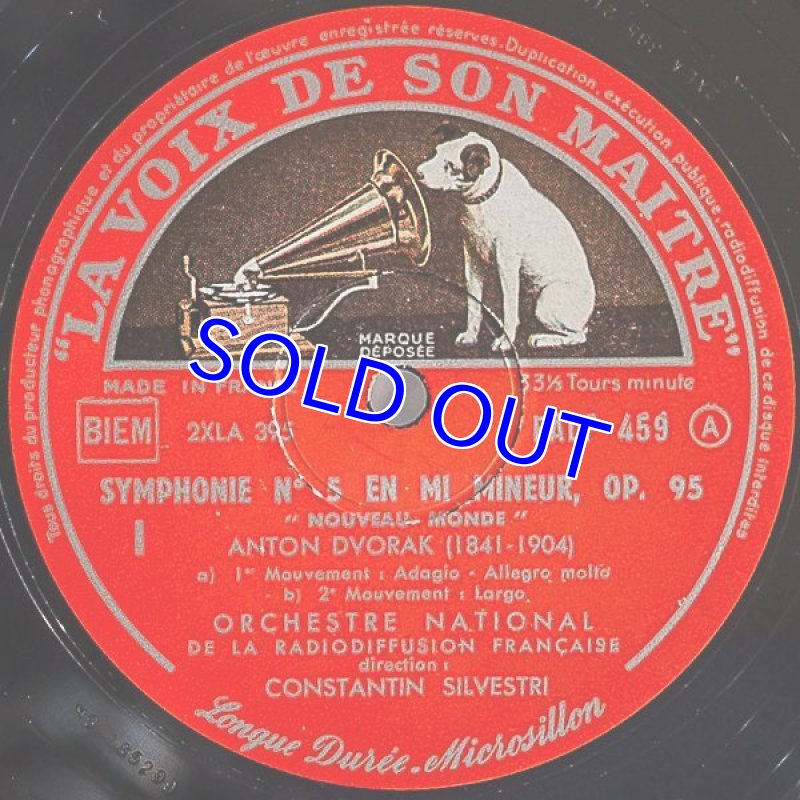 Tous droits du producteur phonographique et du propriétaire de l'œuvre enregistrée réservés. Duplication, exécution publique, radiodiffusion de ce disque interdites
"LA VOIX DE SON MAITRE"
MARQUE
DÉPOSÉE
MADE IN FRA
33⅓ Tours minute
SOLD OUT
BIEM
2XLA 395
459
A
SYMPHONIE N° 5 EN MI MINEUR, OP. 95
" NOUVEAU MONDE "
I
ANTON DVORAK (1841-1904)
a) 1er Mouvement : Adagio - Allegro molto
- b) 2e Mouvement : Largo
ORCHESTRE NATIONAL
DE LA RADIODIFFUSION FRANÇAISE
direction :
CONSTANTIN SILVESTRI
Longue Durée - Microsillon